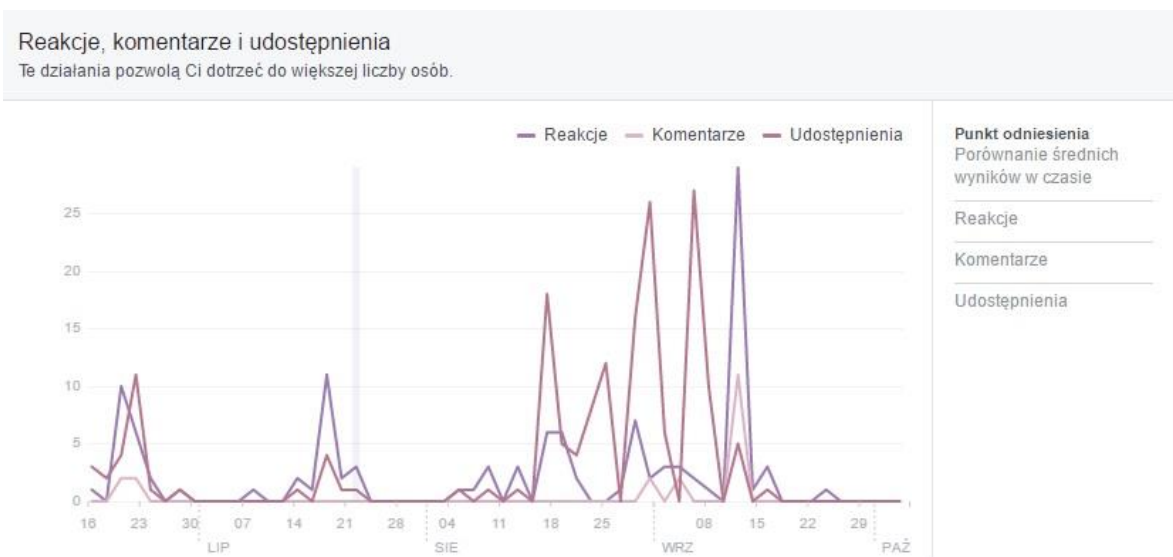 Reakcje, komentarze i udostępnienia
Te działania pozwolą Ci dotrzeć do większej liczby osób.
Reakcje Komentarze Udostępnienia
Punkt odniesienia
Porównanie średnich
wyników w czasie
Reakcje
Komentarze
Udostępnienia
25
20
15
10
5
0
16 23 30 07 14 21 28 04 11 18 25 08 15 22 29
LIP SIE WRZ PAŹ